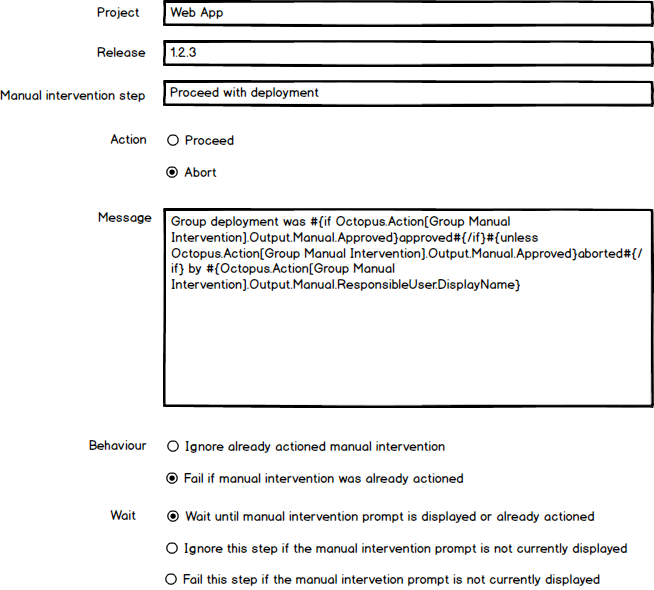 Project Web App
Release 1.2.3
Manual intervention step Proceed with deployment
Action Proceed
Abort
Message Group deployment was #{if Octopus.Action[Group Manual
Intervention].Output.Manual.Approved}approved#{/if}#{unless
Octopus.Action[Group Manual Intervention].Output.Manual.Approved}aborted#{/
if} by #{Octopus.Action[Group Manual
Intervention].Output.Manual.ResponsibleUser.DisplayName}
Behaviour Ignore already actioned manual intervention
Fail if manual intervention was already actioned
Wait Wait until manual intervention prompt is displayed or already actioned
Ignore this step if the manual intervention prompt is not currently displayed
Fail this step if the manual intervetion prompt is not currently displayed